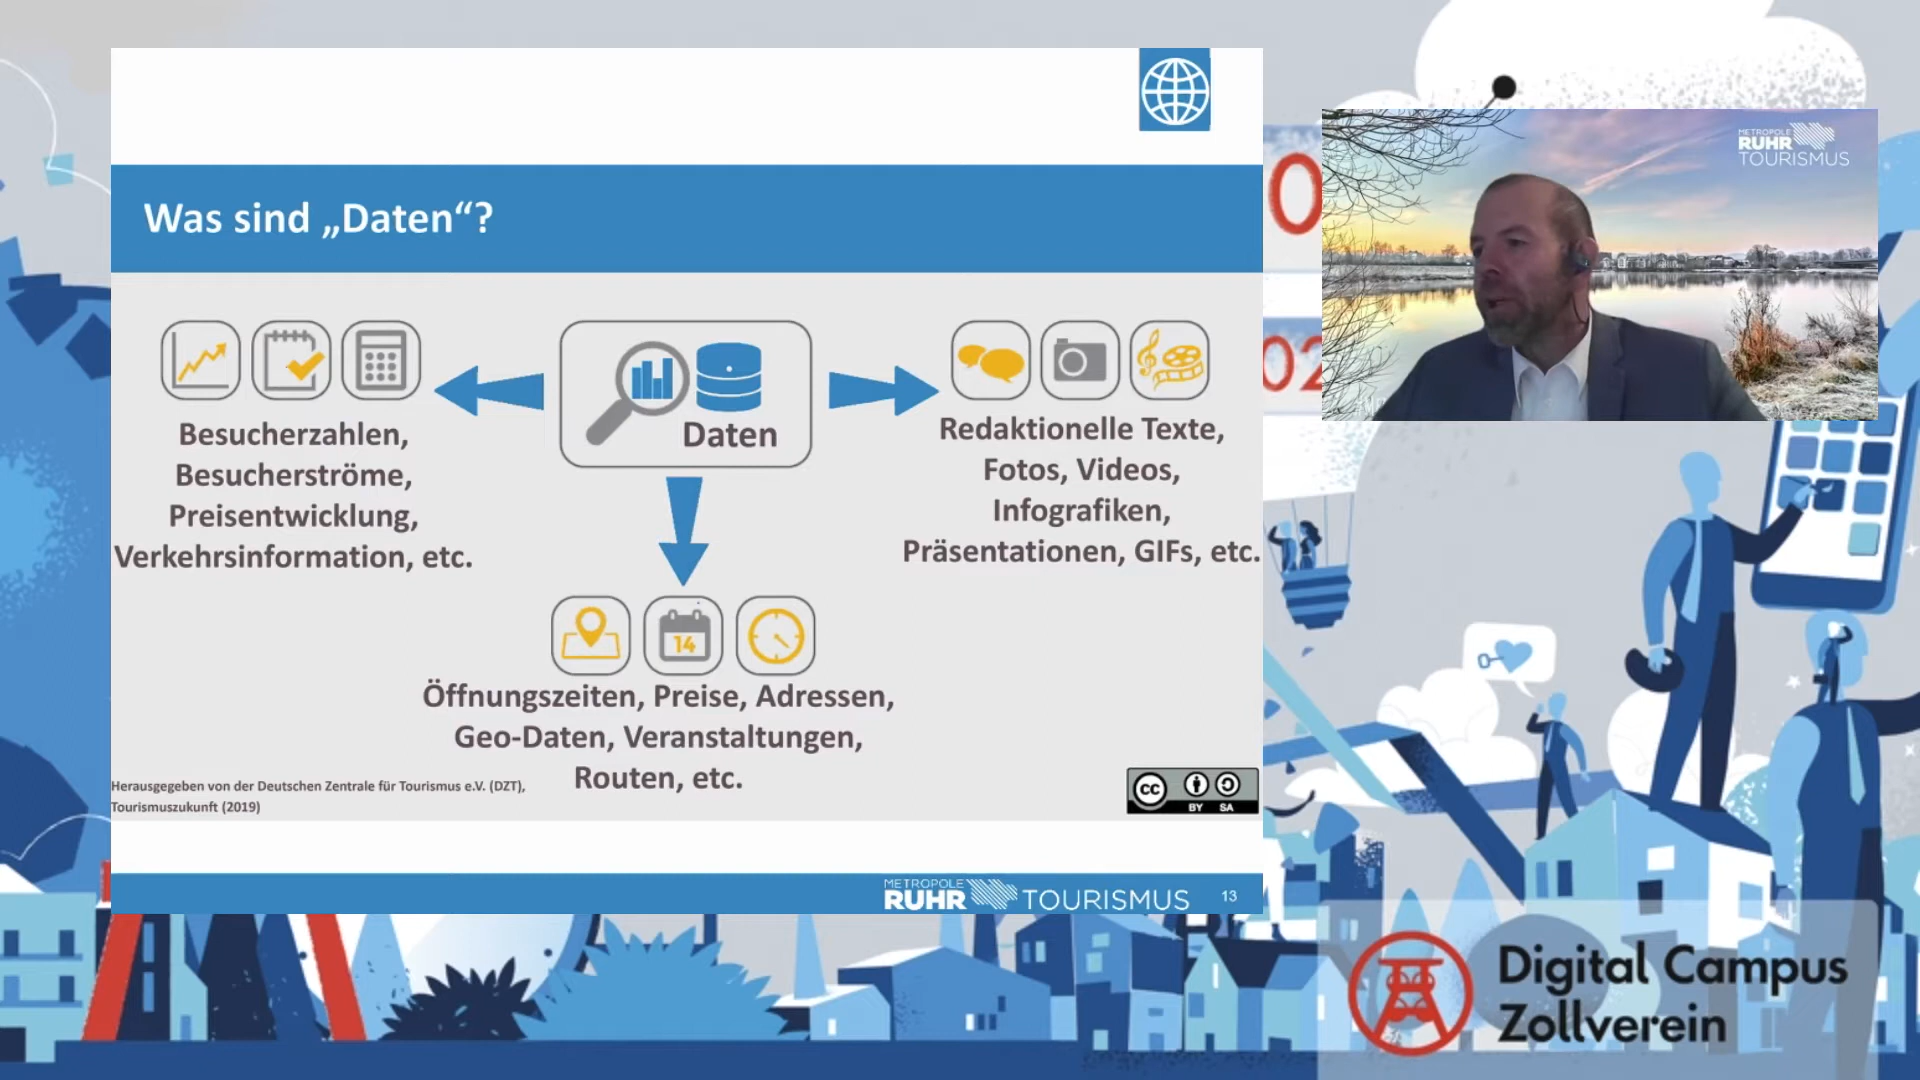 Was sind „Daten“?
Besucherzahlen,
Besucherströme,
Preisentwicklung,
Verkehrsinformation, etc.
Daten
Redaktionelle Texte,
Fotos, Videos,
Infografiken,
Präsentationen, GIFs, etc.
14
Öffnungszeiten, Preise, Adressen,
Geo-Daten, Veranstaltungen,
Routen, etc.
Herausgegeben von der Deutschen Zentrale für Tourismus e.V. (DZT),
Tourismuszukunft (2019)
cc
BY SA
METROPOLE
RUHR TOURISMUS
13
METROPOLE
RUHR
TOURISMUS
Digital Campus
Zollverein